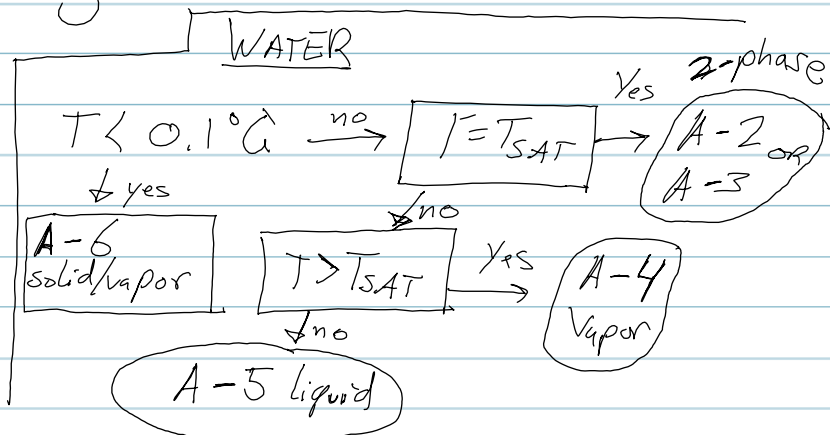 WATER
2-phase
T < 0.1°C no T = TSAT Yes A-2 OR
A-3
yes no
A-6
solid/vapor
T > TSAT Yes A-4
Vapor
no
A-5 liquid